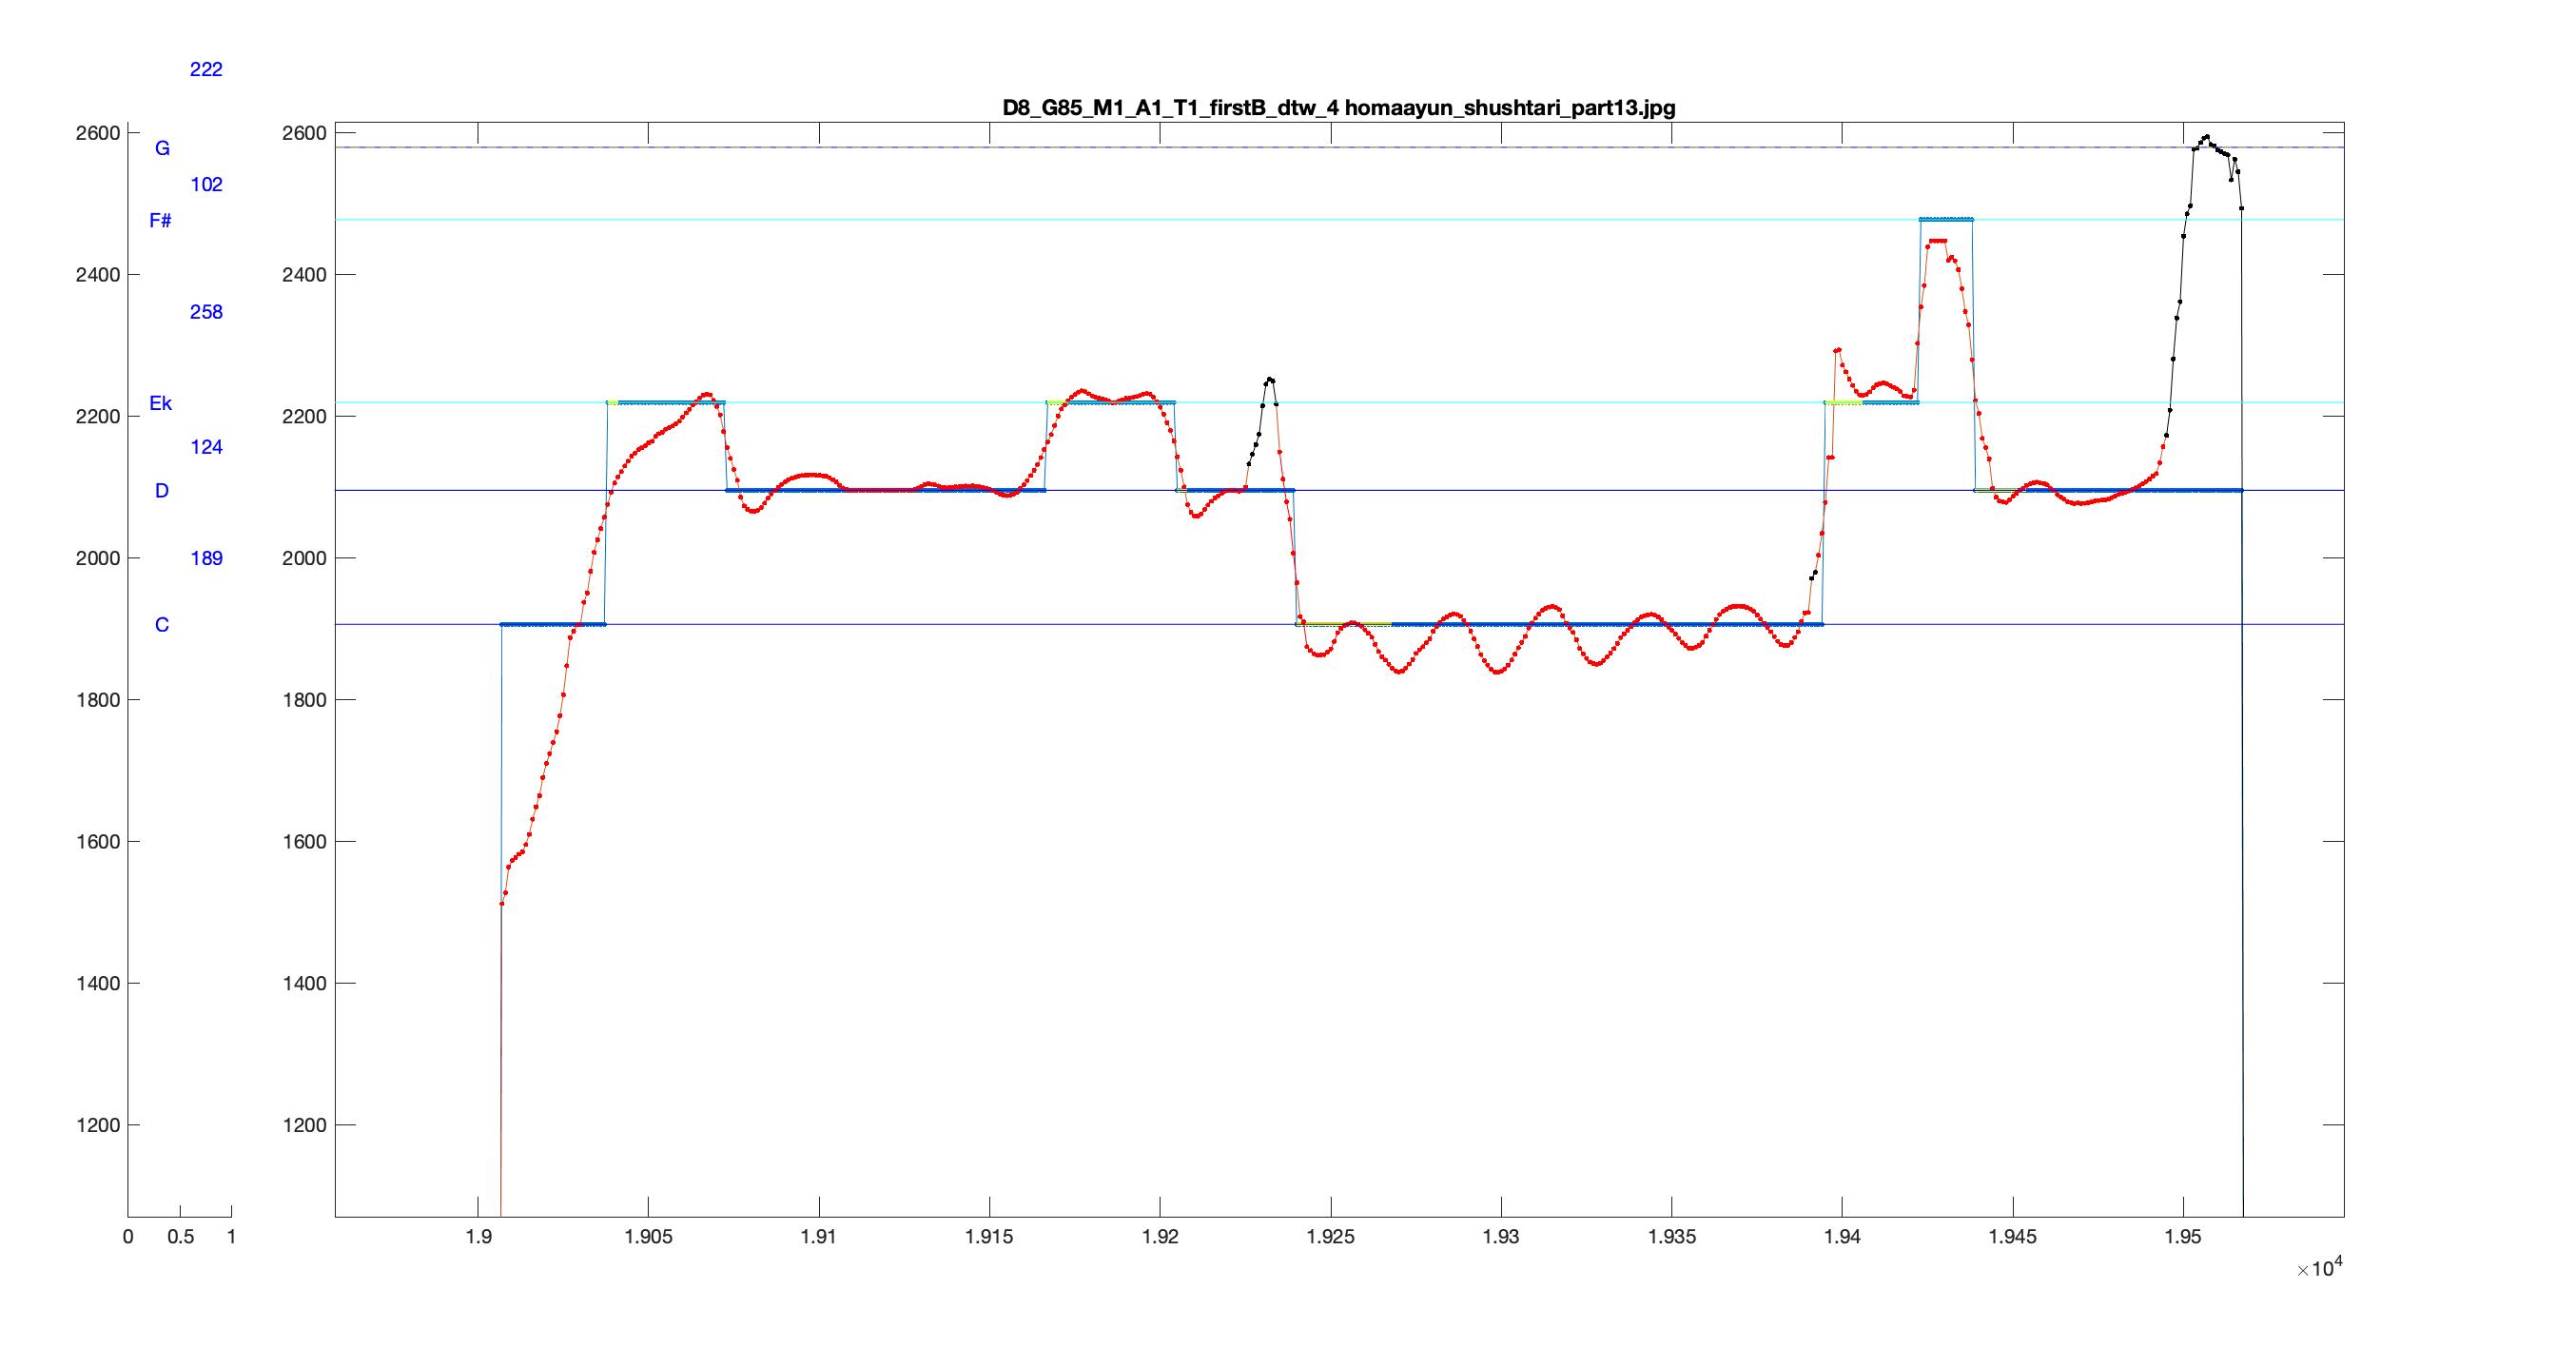 222
D8_G85_M1_A1_T1_firstB_dtw_4 homaayun_shushtari_part13.jpg
2600 2600
G
102
F#
2400 2400
258
Ek
2200 2200
124
D
2000 189 2000
C
1800 1800
1600 1600
1400 1400
1200 1200
0 0.5 1 1.9 1.905 1.91 1.915 1.92 1.925 1.93 1.935 1.94 1.945 1.95
×10⁴